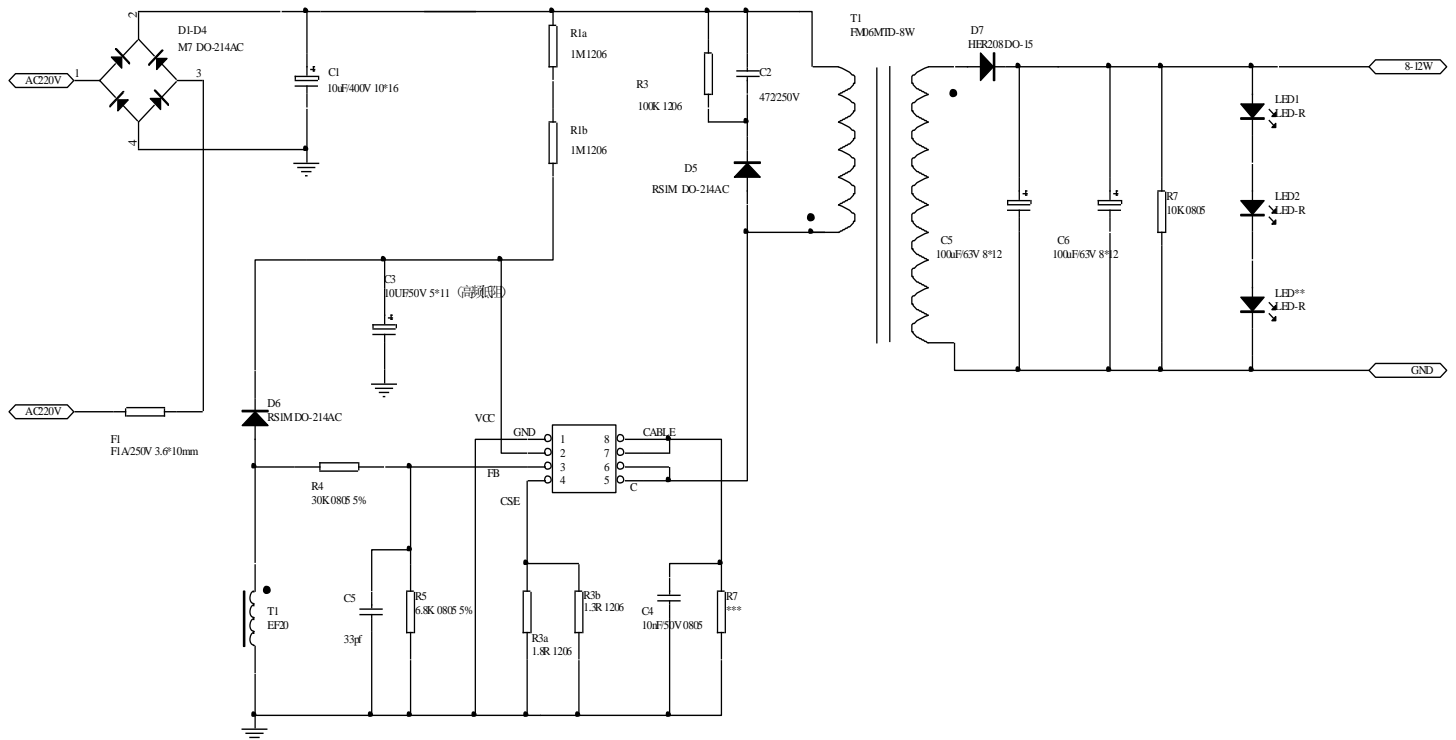 2
D1-D4
M7 DO-214AC
AC220V
1
3
4
C1
10uF/400V 10*16
R1a
1M 1206
R1b
1M 1206
R3
100K 1206
C2
472/250V
D5
RS1M DO-214AC
T1
FM06MTD-8W
D7
HER208 DO-15
8-12W
LED1
LED-R
LED2
LED-R
LED**
LED-R
C5
100uF/63V 8*12
C6
100uF/63V 8*12
R7
10K 0805
GND
C3
10UF50V 5*11 (高频低阻)
AC220V
F1
F1A/250V 3.6*10mm
D6
RS1M DO-214AC
VCC
GND
FB
CSE
1
2
3
4
8
7
6
5
CABLE
C
R4
30K 0805 5%
T1
EF20
C5
33pf
R5
6.8K 0805 5%
R3a
1.8R 1206
R3b
1.3R 1206
C4
10nF/50V 0805
R7
***